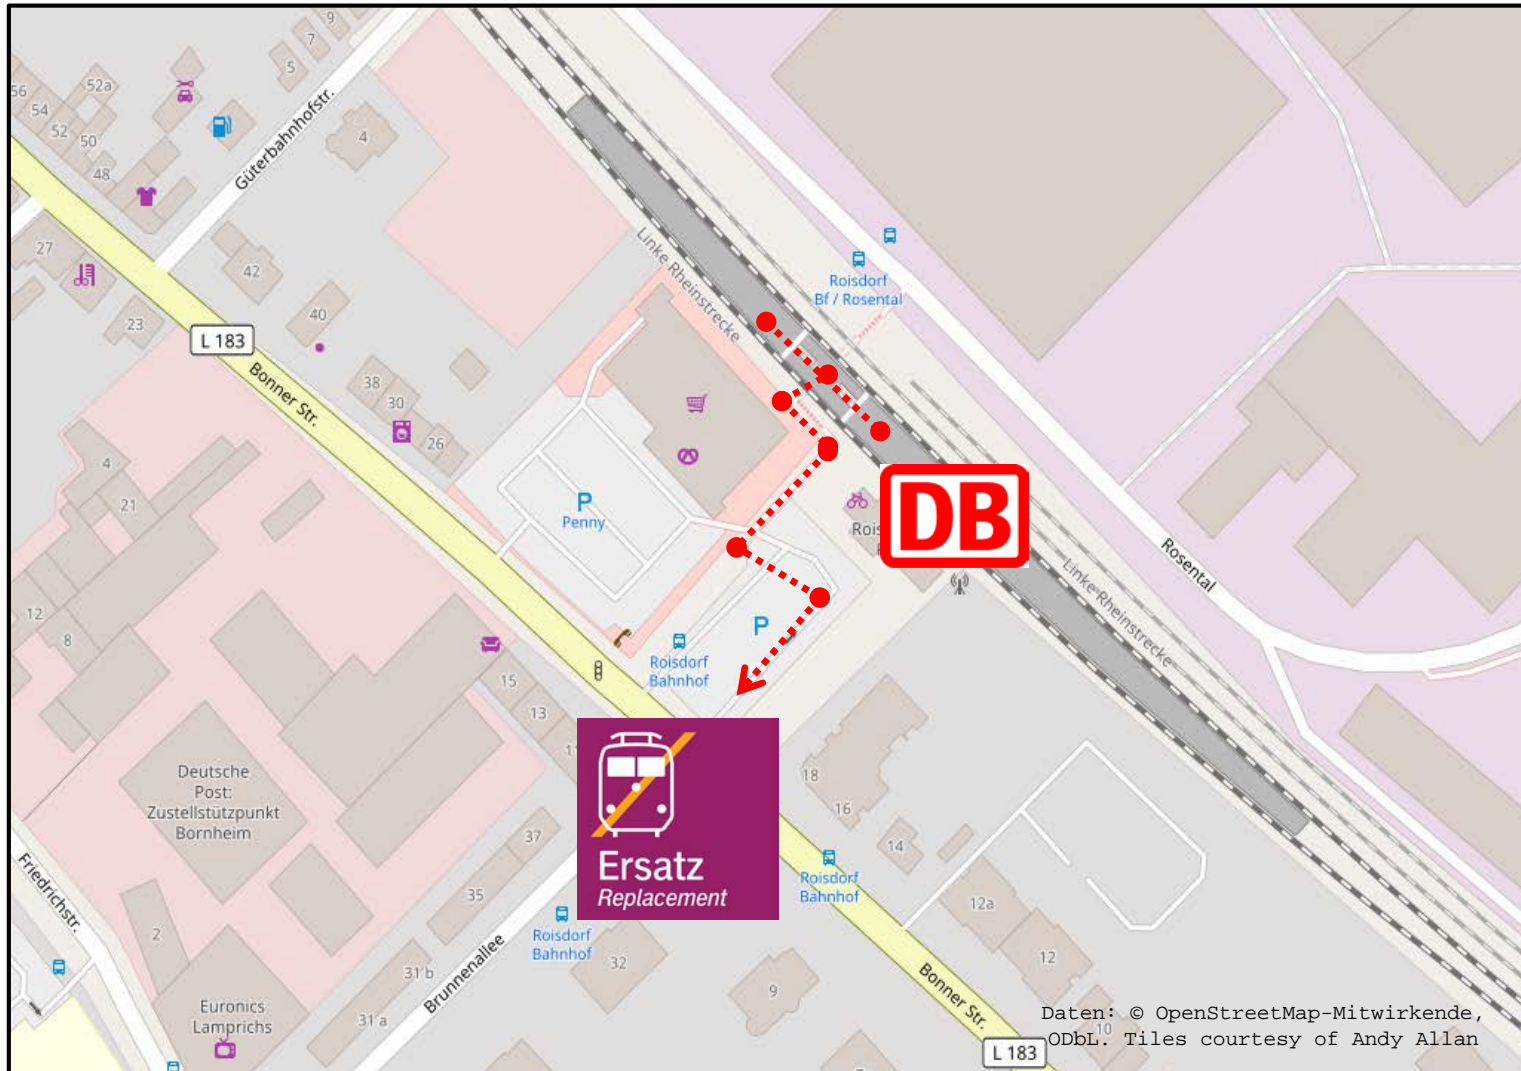 9
7
5
56
54
52
52a
50
48
Güterbahnhofstr.
4
27
42
40
23
L 183
Bonner Str.
38
30
26
4
21
12
8
Linke Rheinstrecke
Roisdorf
Bf / Rosental
P
Penny
DB
Rosental
Linke Rheinstrecke
P
Roisdorf
Bahnhof
15
13
Deutsche
Post:
Zustellstützpunkt
Bornheim
Ersatz
Replacement
18
16
14
Roisdorf
Bahnhof
37
35
Friedrichstr.
2
31 b
31 a
Brunnenallee
Roisdorf
Bahnhof
32
9
12a
12
10
Euronics
Lamprichs
Bonner Str.
L 183
Daten: © OpenStreetMap-Mitwirkende,
ODbL. Tiles courtesy of Andy Allan